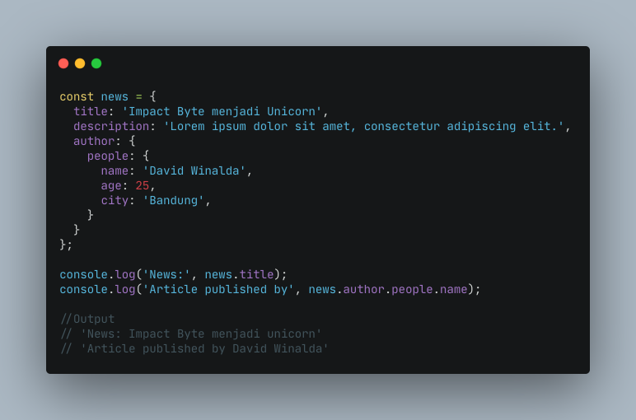 const news = {
  title: 'Impact Byte menjadi Unicorn',
  description: 'Lorem ipsum dolor sit amet, consectetur adipiscing elit.',
  author: {
    people: {
      name: 'David Winalda',
      age: 25,
      city: 'Bandung',
    }
  }
};

console.log('News:', news.title);
console.log('Article published by', news.author.people.name);

//Output
// 'News: Impact Byte menjadi unicorn'
// 'Article published by David Winalda'